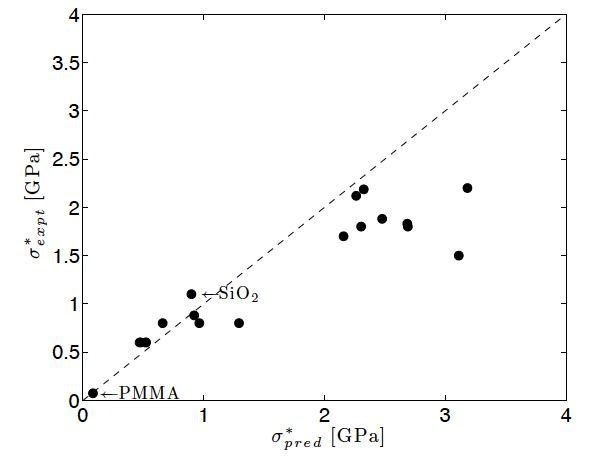 4
3.5
3
2.5
2
1.5
1
0.5
0
σ*expt [GPa]
←SiO2
←PMMA
0 1 2 3 4
σ*pred [GPa]